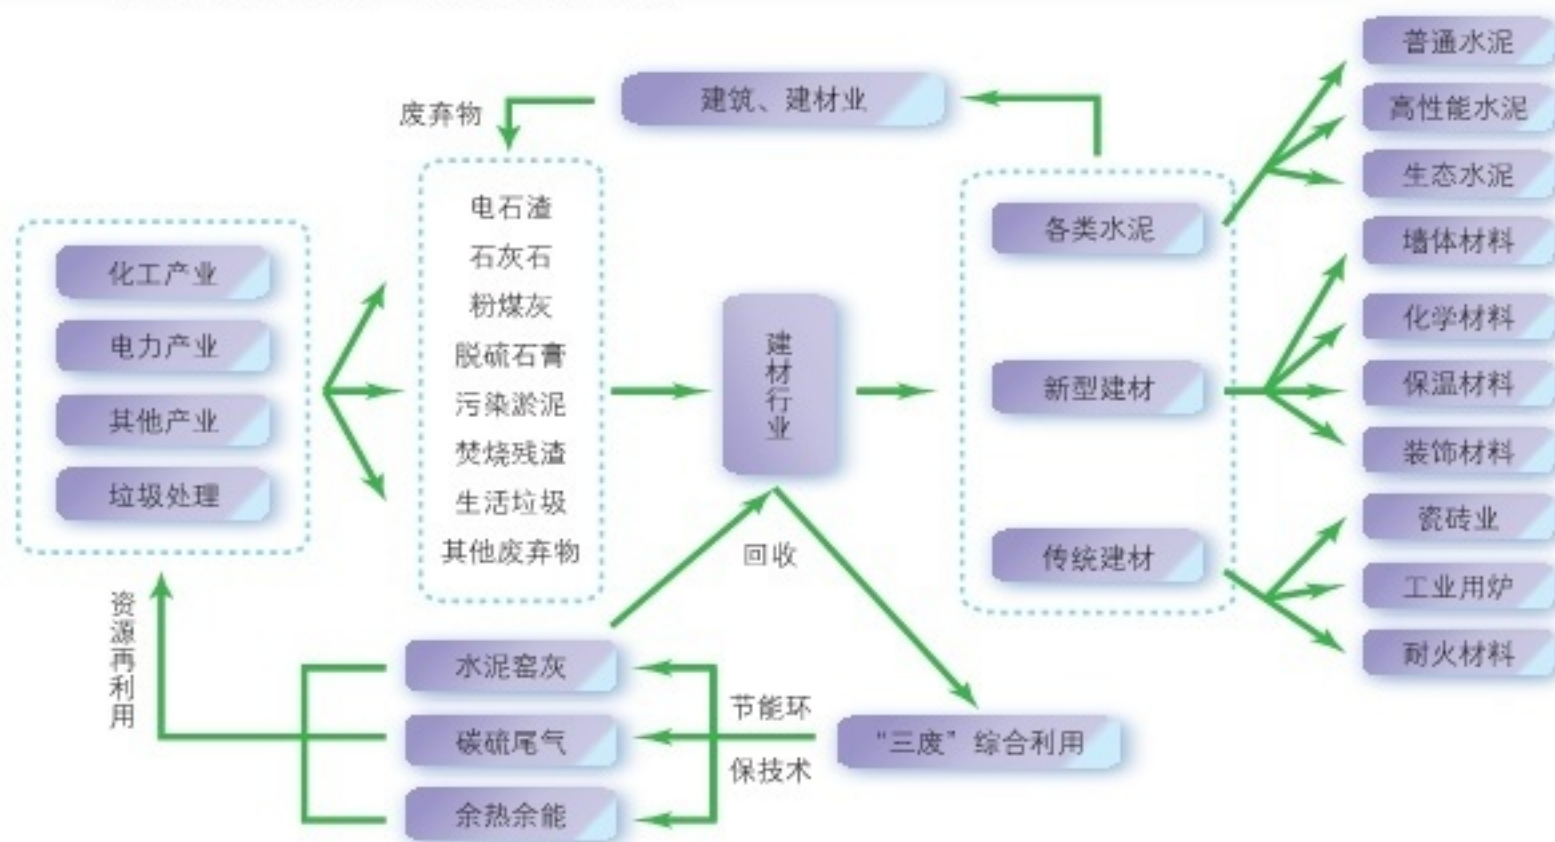 废弃物
建筑、建材业
化工产业
电力产业
其他产业
垃圾处理
电石渣
石灰石
粉煤灰
脱硫石膏
污染淤泥
焚烧残渣
生活垃圾
其他废弃物
建材行业
各类水泥
新型建材
传统建材
普通水泥
高性能水泥
生态水泥
墙体材料
化学材料
保温材料
装饰材料
瓷砖业
工业用炉
耐火材料
回收
资源再利用
水泥窑灰
碳硫尾气
余热余能
节能环
保技术
“三废”综合利用